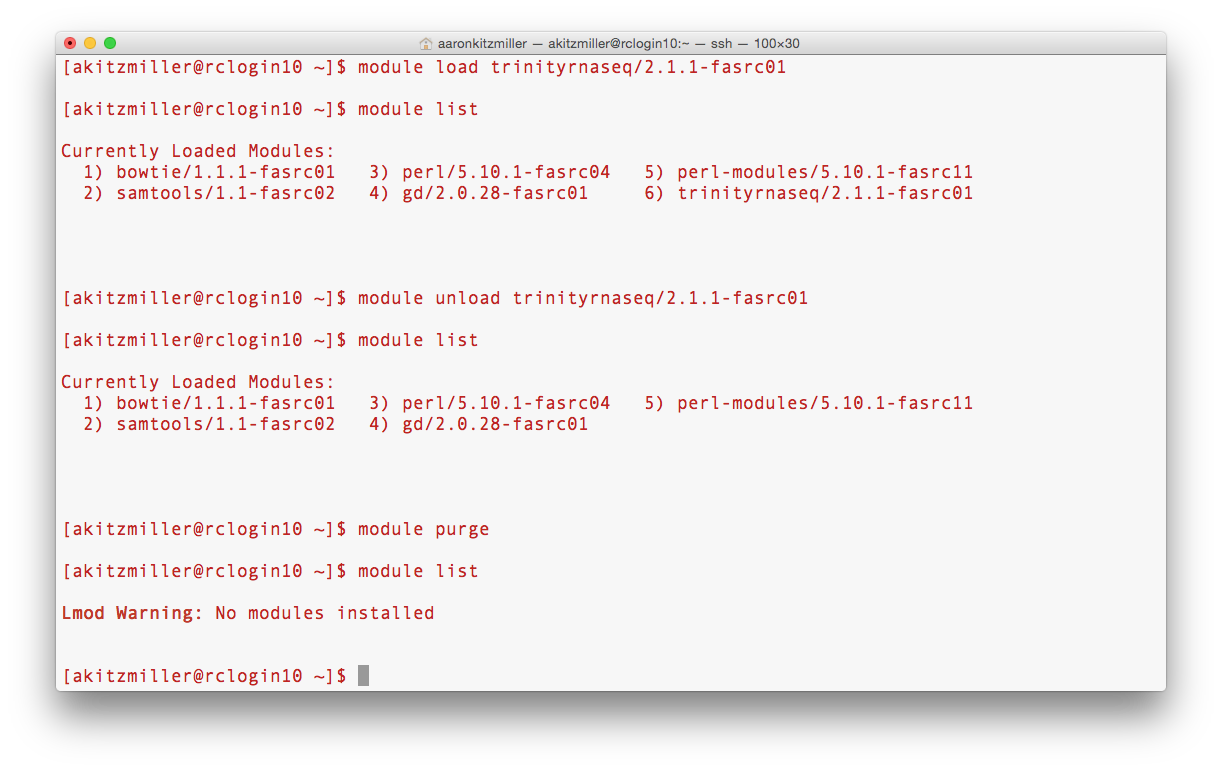 aaronkitzmiller — akitzmiller@rclogin10:~ — ssh — 100×30
[akitzmiller@rclogin10 ~]$ module load trinityrnaseq/2.1.1-fasrc01
[akitzmiller@rclogin10 ~]$ module list
Currently Loaded Modules:
1) bowtie/1.1.1-fasrc01   3) perl/5.10.1-fasrc04   5) perl-modules/5.10.1-fasrc11
2) samtools/1.1-fasrc02   4) gd/2.0.28-fasrc01     6) trinityrnaseq/2.1.1-fasrc01
[akitzmiller@rclogin10 ~]$ module unload trinityrnaseq/2.1.1-fasrc01
[akitzmiller@rclogin10 ~]$ module list
Currently Loaded Modules:
1) bowtie/1.1.1-fasrc01   3) perl/5.10.1-fasrc04   5) perl-modules/5.10.1-fasrc11
2) samtools/1.1-fasrc02   4) gd/2.0.28-fasrc01
[akitzmiller@rclogin10 ~]$ module purge
[akitzmiller@rclogin10 ~]$ module list
Lmod Warning: No modules installed
[akitzmiller@rclogin10 ~]$